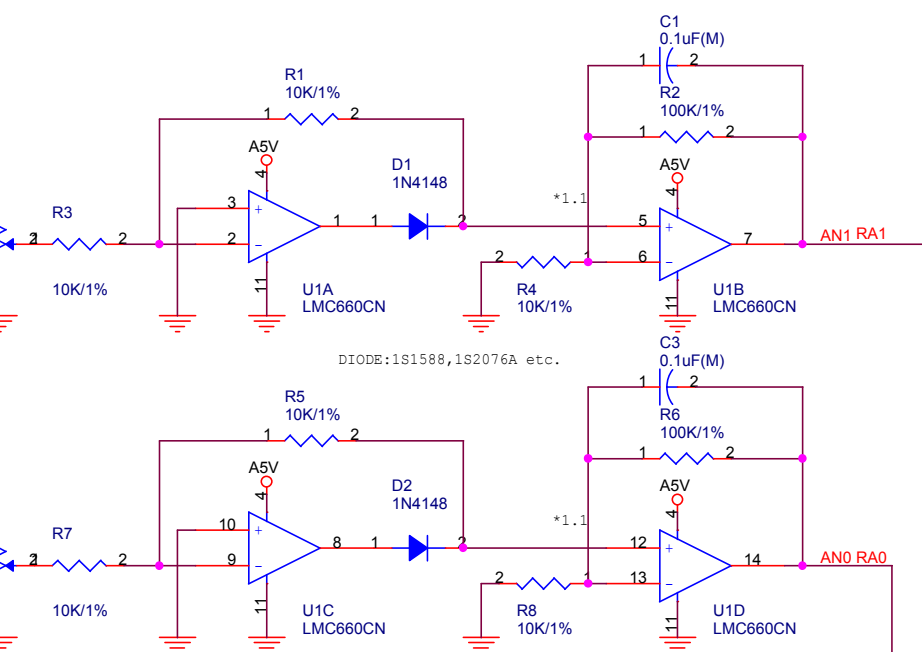 C1
0.1uF(M)
1 2
R1
10K/1%
R2
100K/1%
1 2
1 2
A5V
4
D1
1N4148
A5V
4
*1.1
R3
3
+
1 1 2
5
+
2 2
2
-
7
AN1 RA1
2 1
6
-
10K/1%
11
U1A
LMC660CN
R4
10K/1%
11
U1B
LMC660CN
DIODE:1S1588,1S2076A etc.
C3
0.1uF(M)
1 2
R5
10K/1%
R6
100K/1%
1 2
1 2
A5V
4
D2
1N4148
A5V
4
*1.1
R7
10
+
8 1 2
12
+
2 2
9
-
14
AN0 RA0
2 1
13
-
10K/1%
11
U1C
LMC660CN
R8
10K/1%
11
U1D
LMC660CN